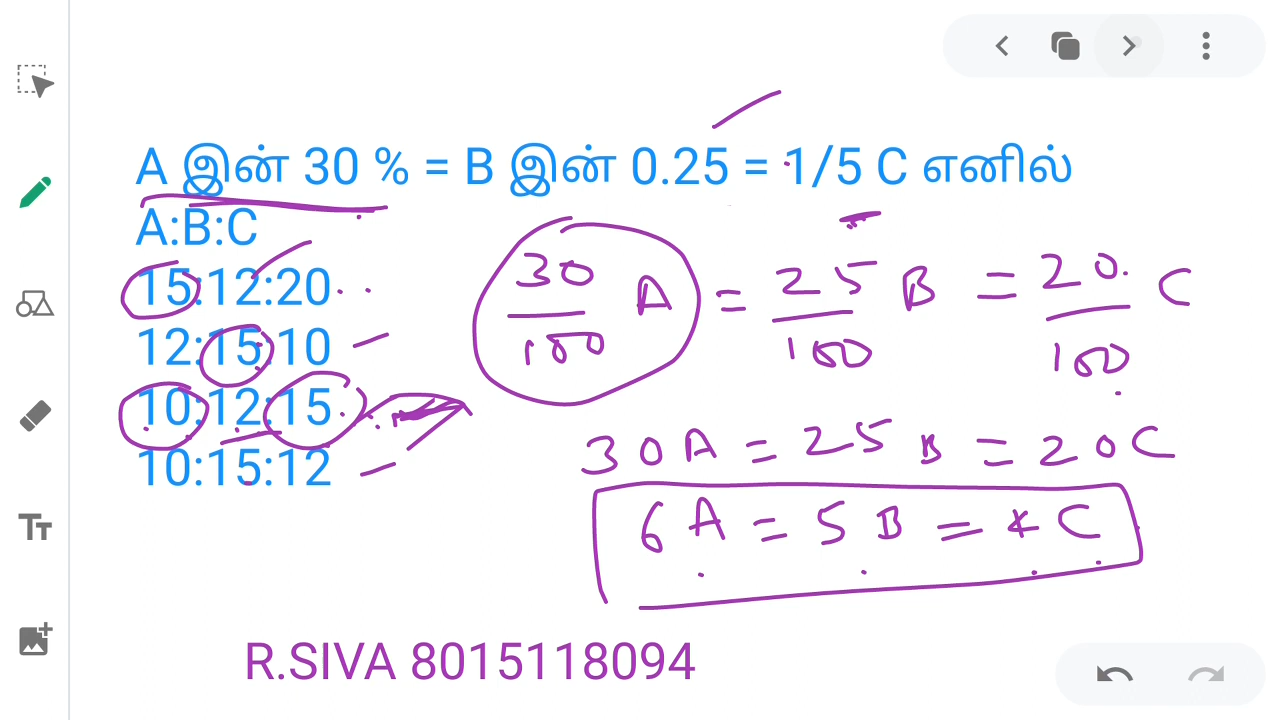 A இன் 30 % = B இன் 0.25 = 1/5 C எனில்
A:B:C
15:12:20
12:15:10
10:12:15
10:15:12
30/100 A = 25/100 B = 20/100 C
30A = 25B = 20C
6A = 5B = 4C
R.SIVA 8015118094
Tт